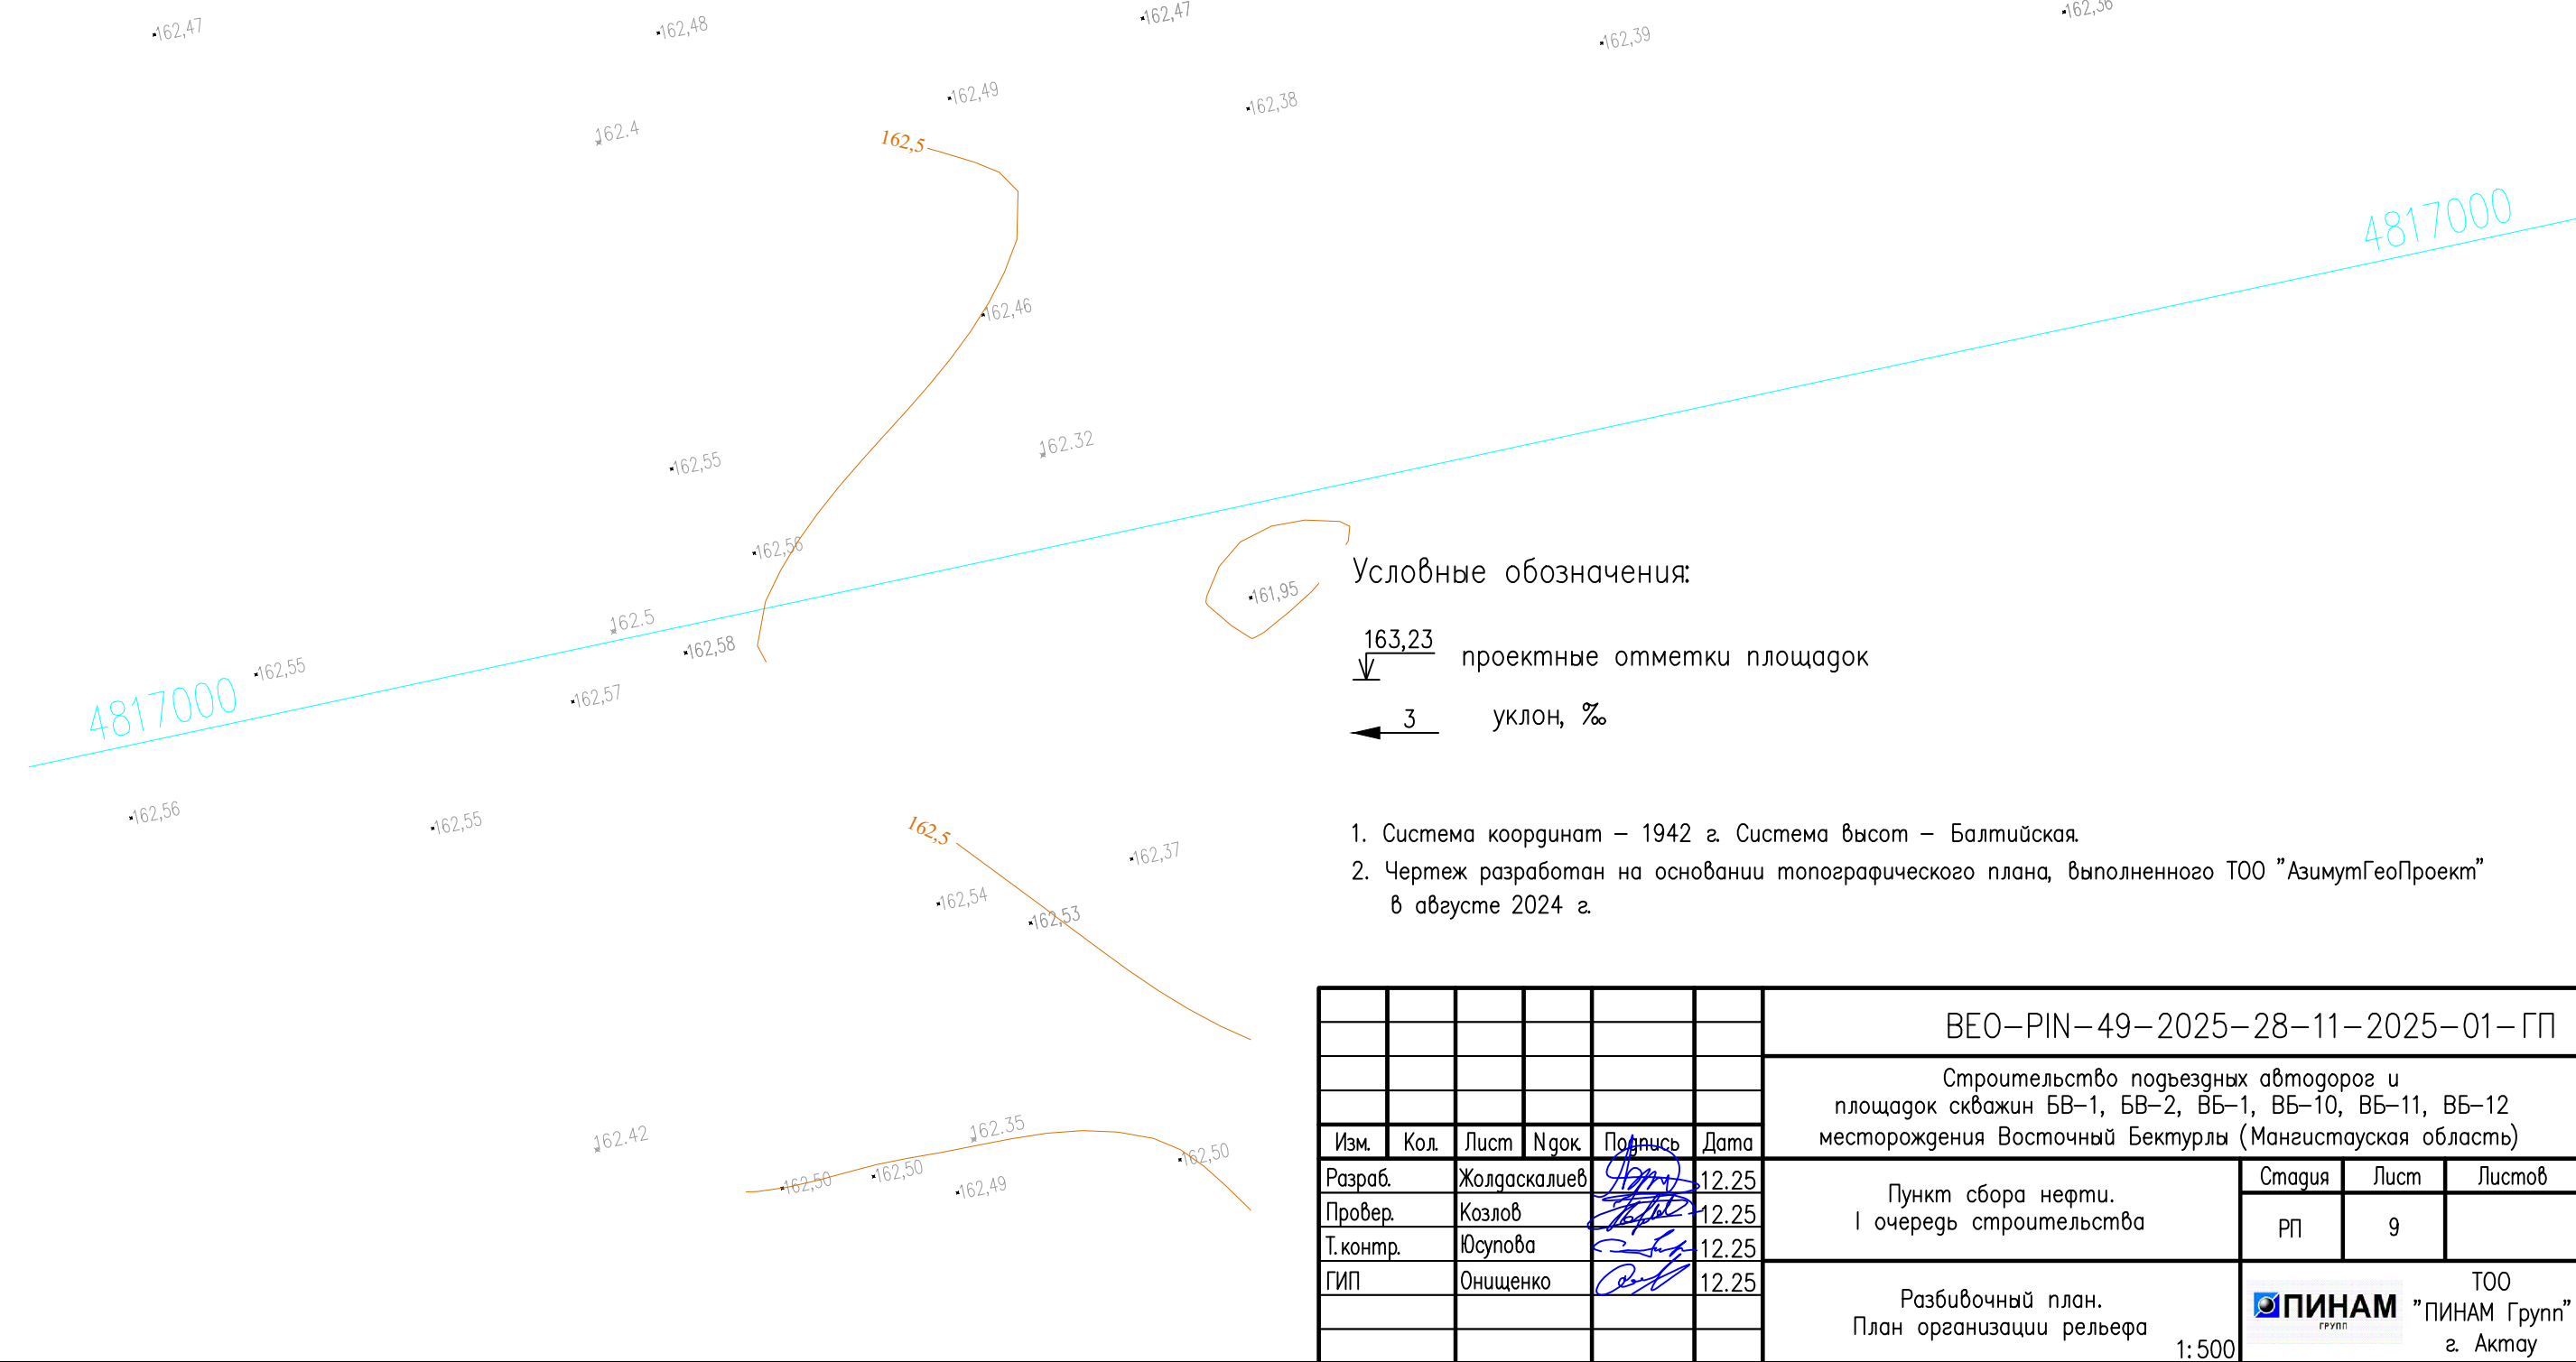 162,47
162,48
162,47
162,39
162,36
162,49
162,38
162.4
162,5
4817000
162,46
162.32
162,55
162,56
161,95
162.5
162,58
162,55
162,57
4817000
162,56
162,55
162,5
162,37
162,54
162,53
162.42
162.35
162,50
162,50
162,50
162,49
Условные обозначения:
163,23
проектные отметки площадок
3
уклон, ‰
1. Система координат – 1942 г. Система высот – Балтийская.
2. Чертеж разработан на основании топографического плана, выполненного ТОО "АзимутГеоПроект"
в августе 2024 г.
BEO-PIN-49-2025-28-11-2025-01-ГП
Строительство подъездных автодорог и
площадок скважин БВ-1, БВ-2, ВБ-1, ВБ-10, ВБ-11, ВБ-12
месторождения Восточный Бектурлы (Мангистауская область)
Изм. Кол. Лист Nдок. Подпись Дата
Разраб. Жолдаскалиев 12.25
Провер. Козлов 12.25
Т.контр. Юсупова 12.25
ГИП Онищенко 12.25
Пункт сбора нефти.
I очередь строительства
Стадия Лист Листов
РП 9
Разбивочный план.
План организации рельефа
1:500
ПИНАМ
ГРУПП
ТОО
"ПИНАМ Групп"
г. Актау